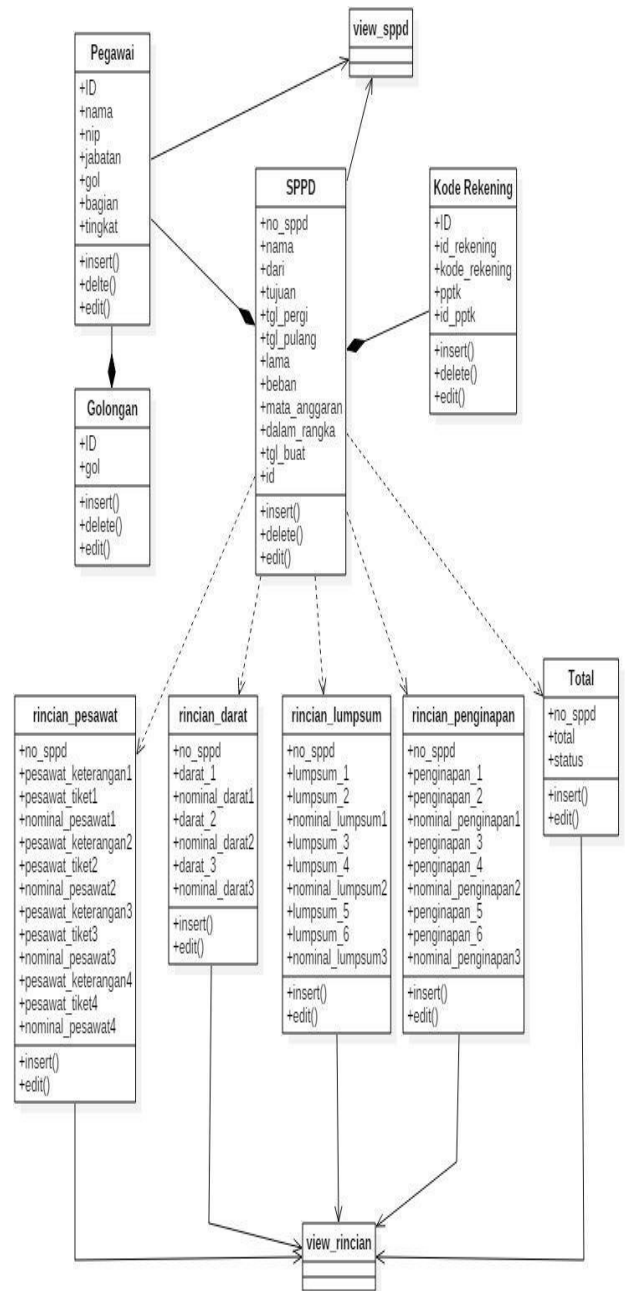 view_sppd
Pegawai
+ID
+nama
+nip
+jabatan
+gol
+bagian
+tingkat
+insert()
+delte()
+edit()
SPPD
+no_sppd
+nama
+dari
+tujuan
+tgl_pergi
+tgl_pulang
+lama
+beban
+mata_anggaran
+dalam_rangka
+tgl_buat
+id
+insert()
+delete()
+edit()
Kode Rekening
+ID
+id_rekening
+kode_rekening
+pptk
+id_pptk
+insert()
+delete()
+edit()
Golongan
+ID
+gol
+insert()
+delete()
+edit()
rincian_pesawat
+no_sppd
+pesawat_keterangan1
+pesawat_tiket1
+nominal_pesawat1
+pesawat_keterangan2
+pesawat_tiket2
+nominal_pesawat2
+pesawat_keterangan3
+pesawat_tiket3
+nominal_pesawat3
+pesawat_keterangan4
+pesawat_tiket4
+nominal_pesawat4
+insert()
+edit()
rincian_darat
+no_sppd
+darat_1
+nominal_darat1
+darat_2
+nominal_darat2
+darat_3
+nominal_darat3
+insert()
+edit()
rincian_lumpsum
+no_sppd
+lumpsum_1
+lumpsum_2
+nominal_lumpsum1
+lumpsum_3
+lumpsum_4
+nominal_lumpsum2
+lumpsum_5
+lumpsum_6
+nominal_lumpsum3
+insert()
+edit()
rincian_penginapan
+no_sppd
+penginapan_1
+penginapan_2
+nominal_penginapan1
+penginapan_3
+penginapan_4
+nominal_penginapan2
+penginapan_5
+penginapan_6
+nominal_penginapan3
+insert()
+edit()
Total
+no_sppd
+total
+status
+insert()
+edit()
view_rincian